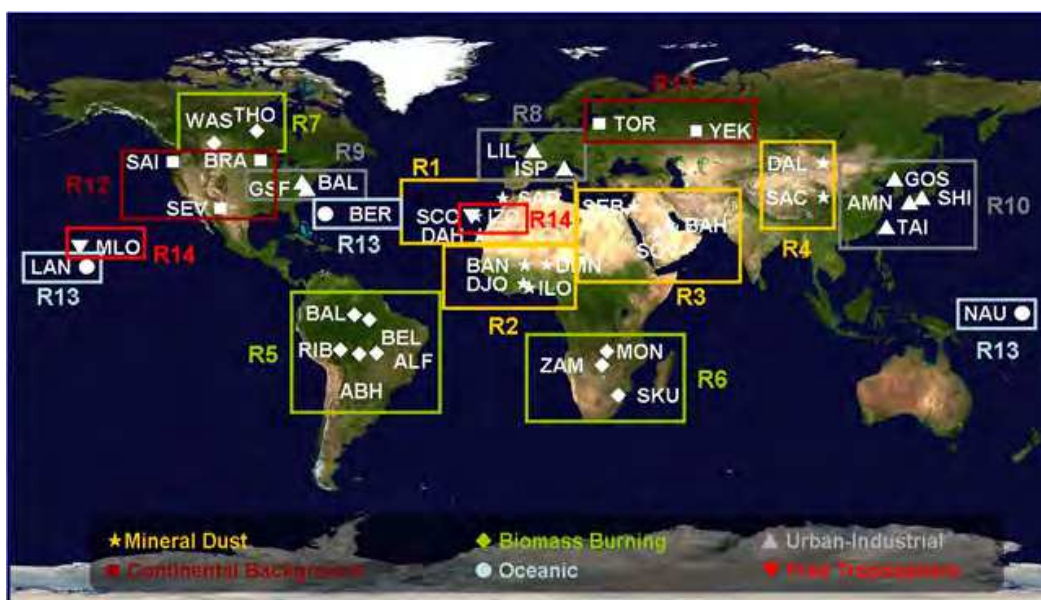 R11
WAS THO R7
R8 TOR YEK
SAI BRA R9 LIL DAL
ISP
R12 GSF BAL R1 GOS
SEV SAC AMN SHI R10
BER SCO IZO R14 BAH
R13 DAH TAI
MLO R4
LAN R14 BAN DMN
R13 DJO ILO R3
R2
BAL NAU
R5 RIB BEL MON R13
ALF ZAM R6
ABH SKU
Mineral Dust Biomass Burning Urban-Industrial
Continental Background Oceanic Free Troposphere